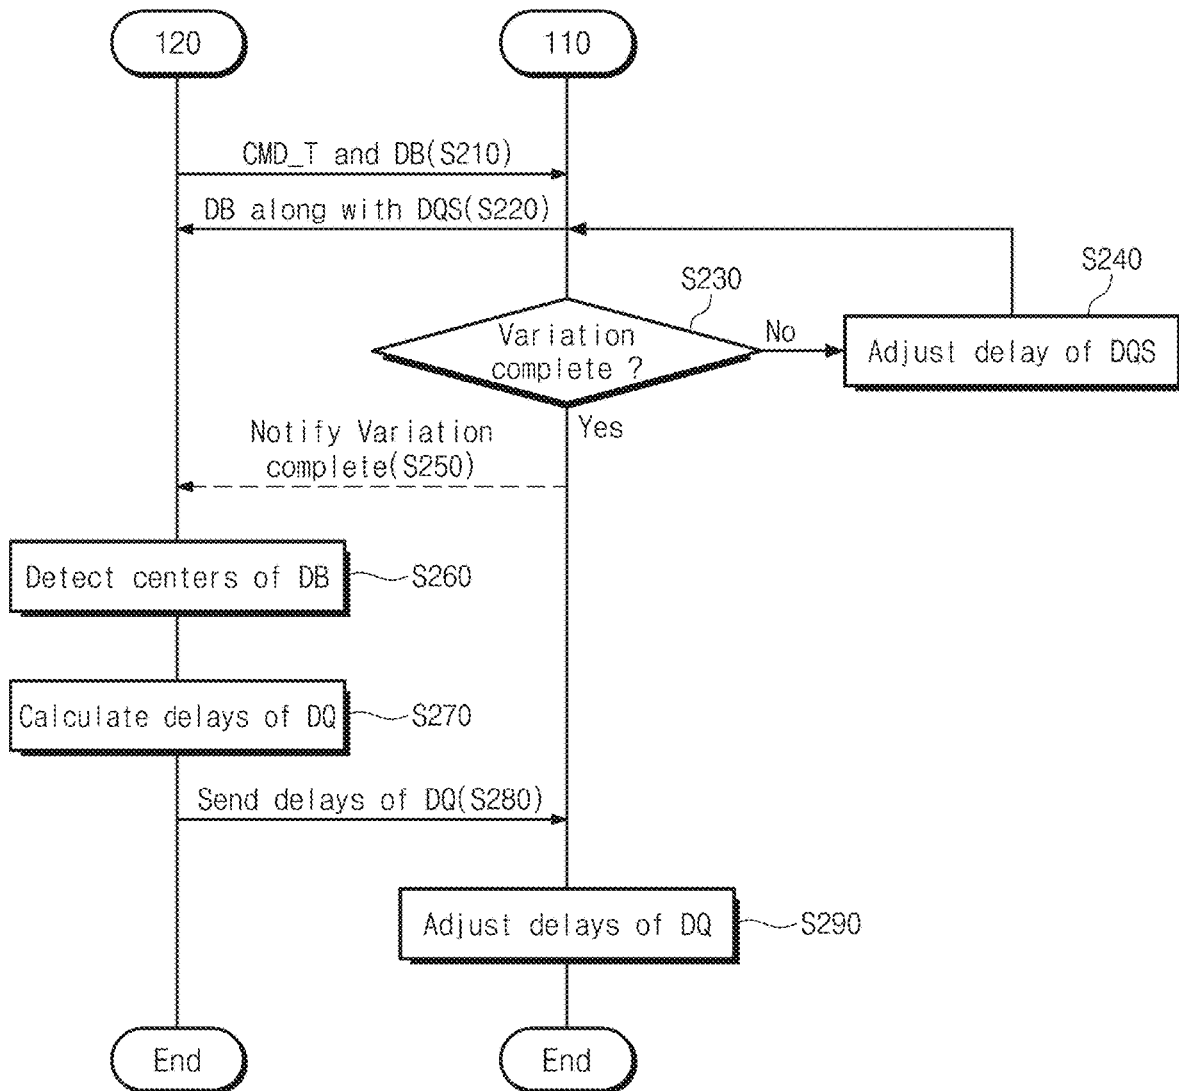 120
110
CMD_T and DB(S210)
DB along with DQS(S220)
S230
S240
Variation
complete ?
No
Adjust delay of DQS
Yes
Notify Variation
complete(S250)
Detect centers of DB
S260
Calculate delays of DQ
S270
Send delays of DQ(S280)
Adjust delays of DQ
S290
End
End